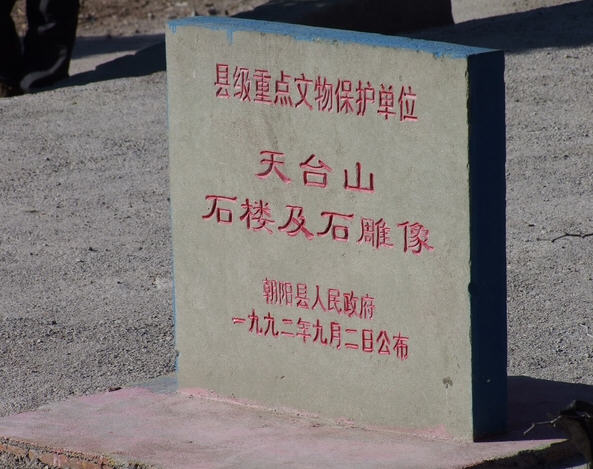 县级重点文物保护单位
天台山
石楼及石雕像
朝阳县人民政府
一九九二年九月二日公布